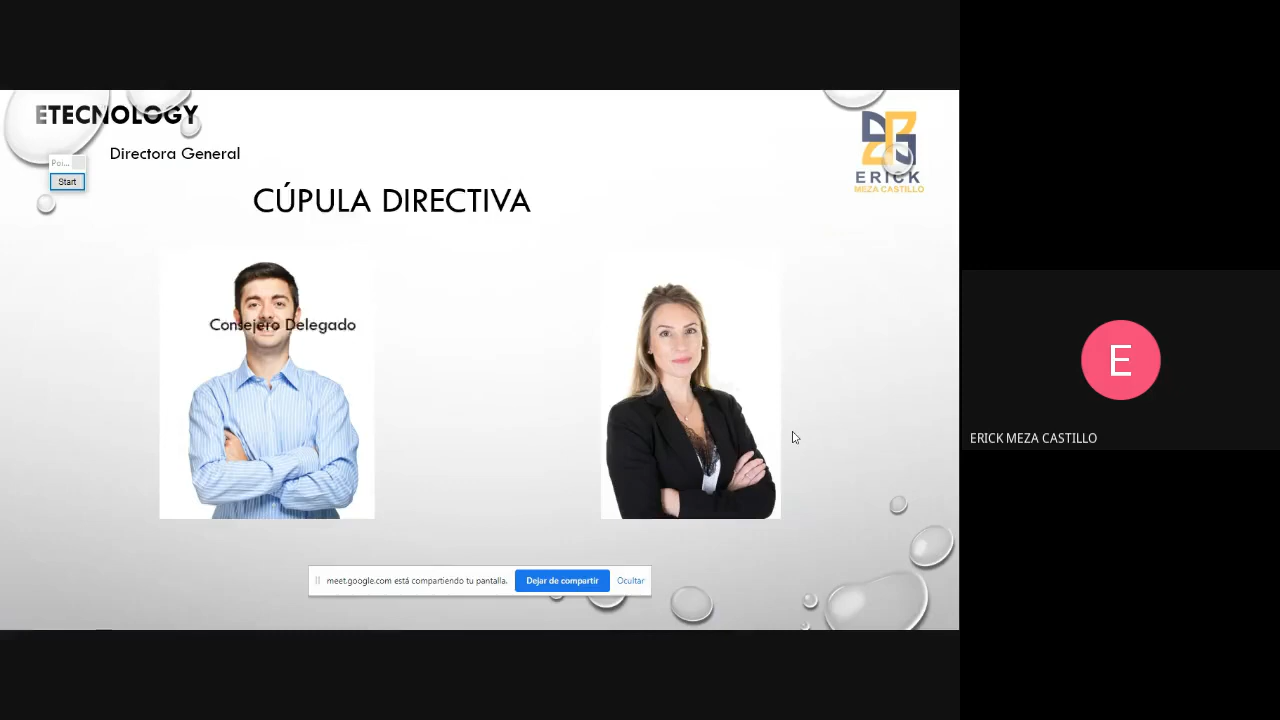 ETECNOLOGY
Directora General
Poi...
Start
CÚPULA DIRECTIVA
ERICK
MEZA CASTILLO
Consejero Delegado
E
ERICK MEZA CASTILLO
meet.google.com está compartiendo tu pantalla.
Dejar de compartir
Ocultar